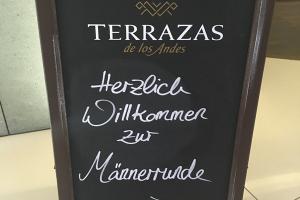 TERRAZAS
de los Andes
Herzlich
Willkommen
zur
Männerrunde